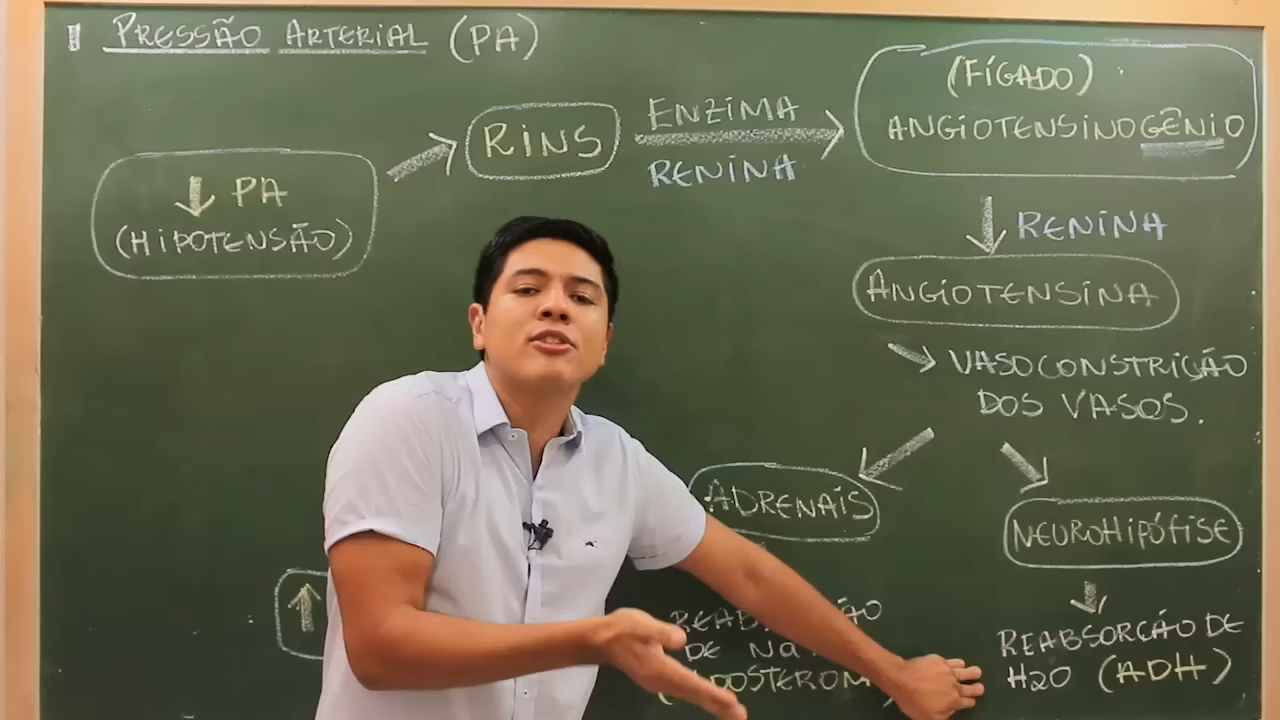 1 PRESSÃO ARTERIAL (PA)
↓ PA
(HIPOTENSÃO)
RINS
ENZIMA
RENINA
(FÍGADO)
ANGIOTENSINOGÊNIO
RENINA
ANGIOTENSINA
VASOCONSTRIÇÃO
DOS VASOS.
ADRENAIS
DE Na
NEUROHIPÓFISE
REABSORÇÃO DE
H2O (ADH)